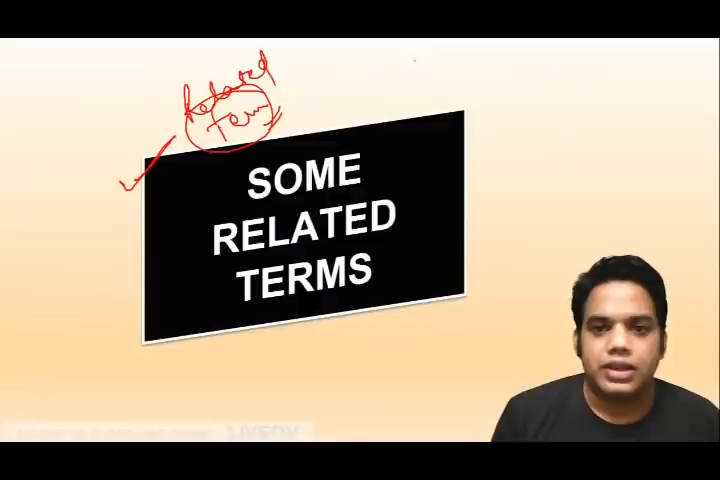 Related
Term
SOME
RELATED
TERMS